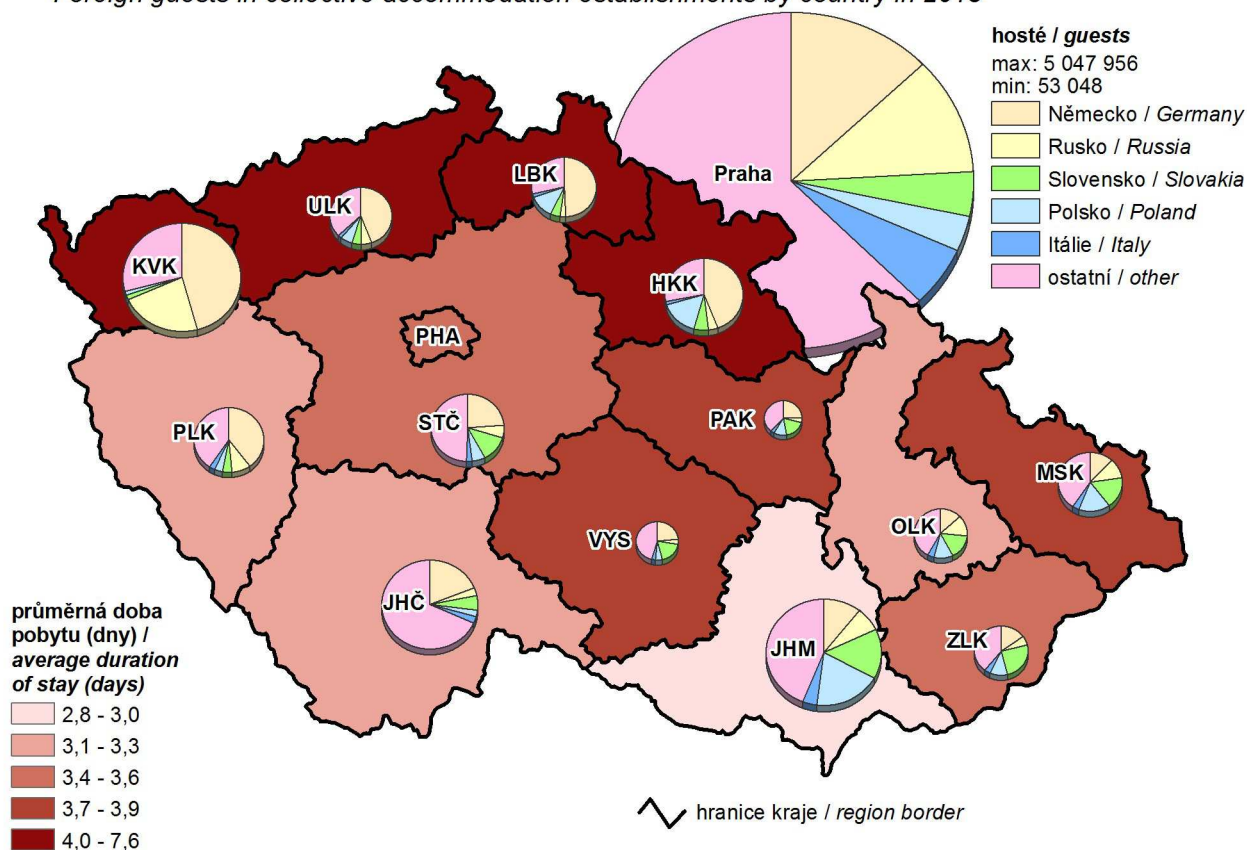 Foreign guests in collective accommodation establishments by country in 2013
hosté / guests
max: 5 047 956
min: 53 048
Německo / Germany
Rusko / Russia
Slovensko / Slovakia
Polsko / Poland
Itálie / Italy
ostatní / other
Praha
LBK
ULK
KVK
HKK
PHA
STČ
PLK
PAK
MSK
OLK
VYS
JHČ
JHM
ZLK
průměrná doba
pobytu (dny) /
average duration
of stay (days)
2,8 - 3,0
3,1 - 3,3
3,4 - 3,6
3,7 - 3,9
4,0 - 7,6
hranice kraje / region border